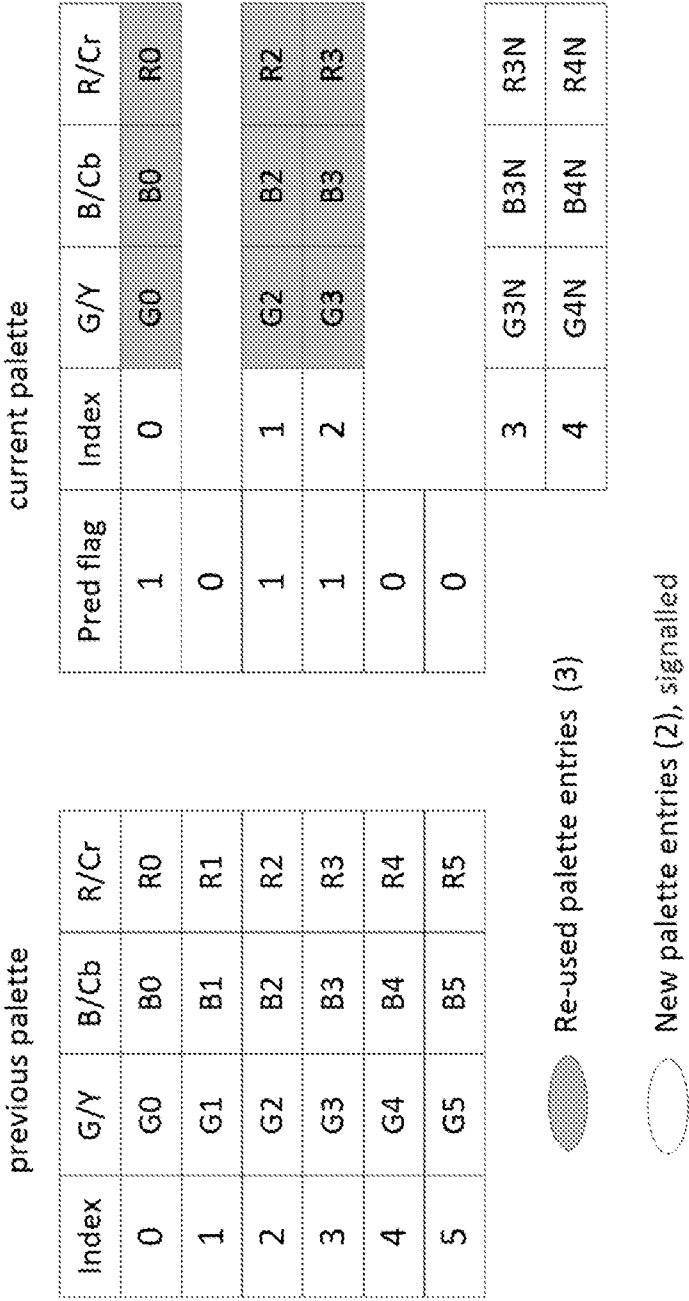 previous palette
Index G/Y B/Cb R/Cr
0 G0 B0 R0
1 G1 B1 R1
2 G2 B2 R2
3 G3 B3 R3
4 G4 B4 R4
5 G5 B5 R5
current palette
Pred flag Index G/Y B/Cb R/Cr
1 0 G0 B0 R0
0
1 1 G2 B2 R2
1 2 G3 B3 R3
0
0
3 G3N B3N R3N
4 G4N B4N R4N
Re-used palette entries (3)
New palette entries (2), signalled